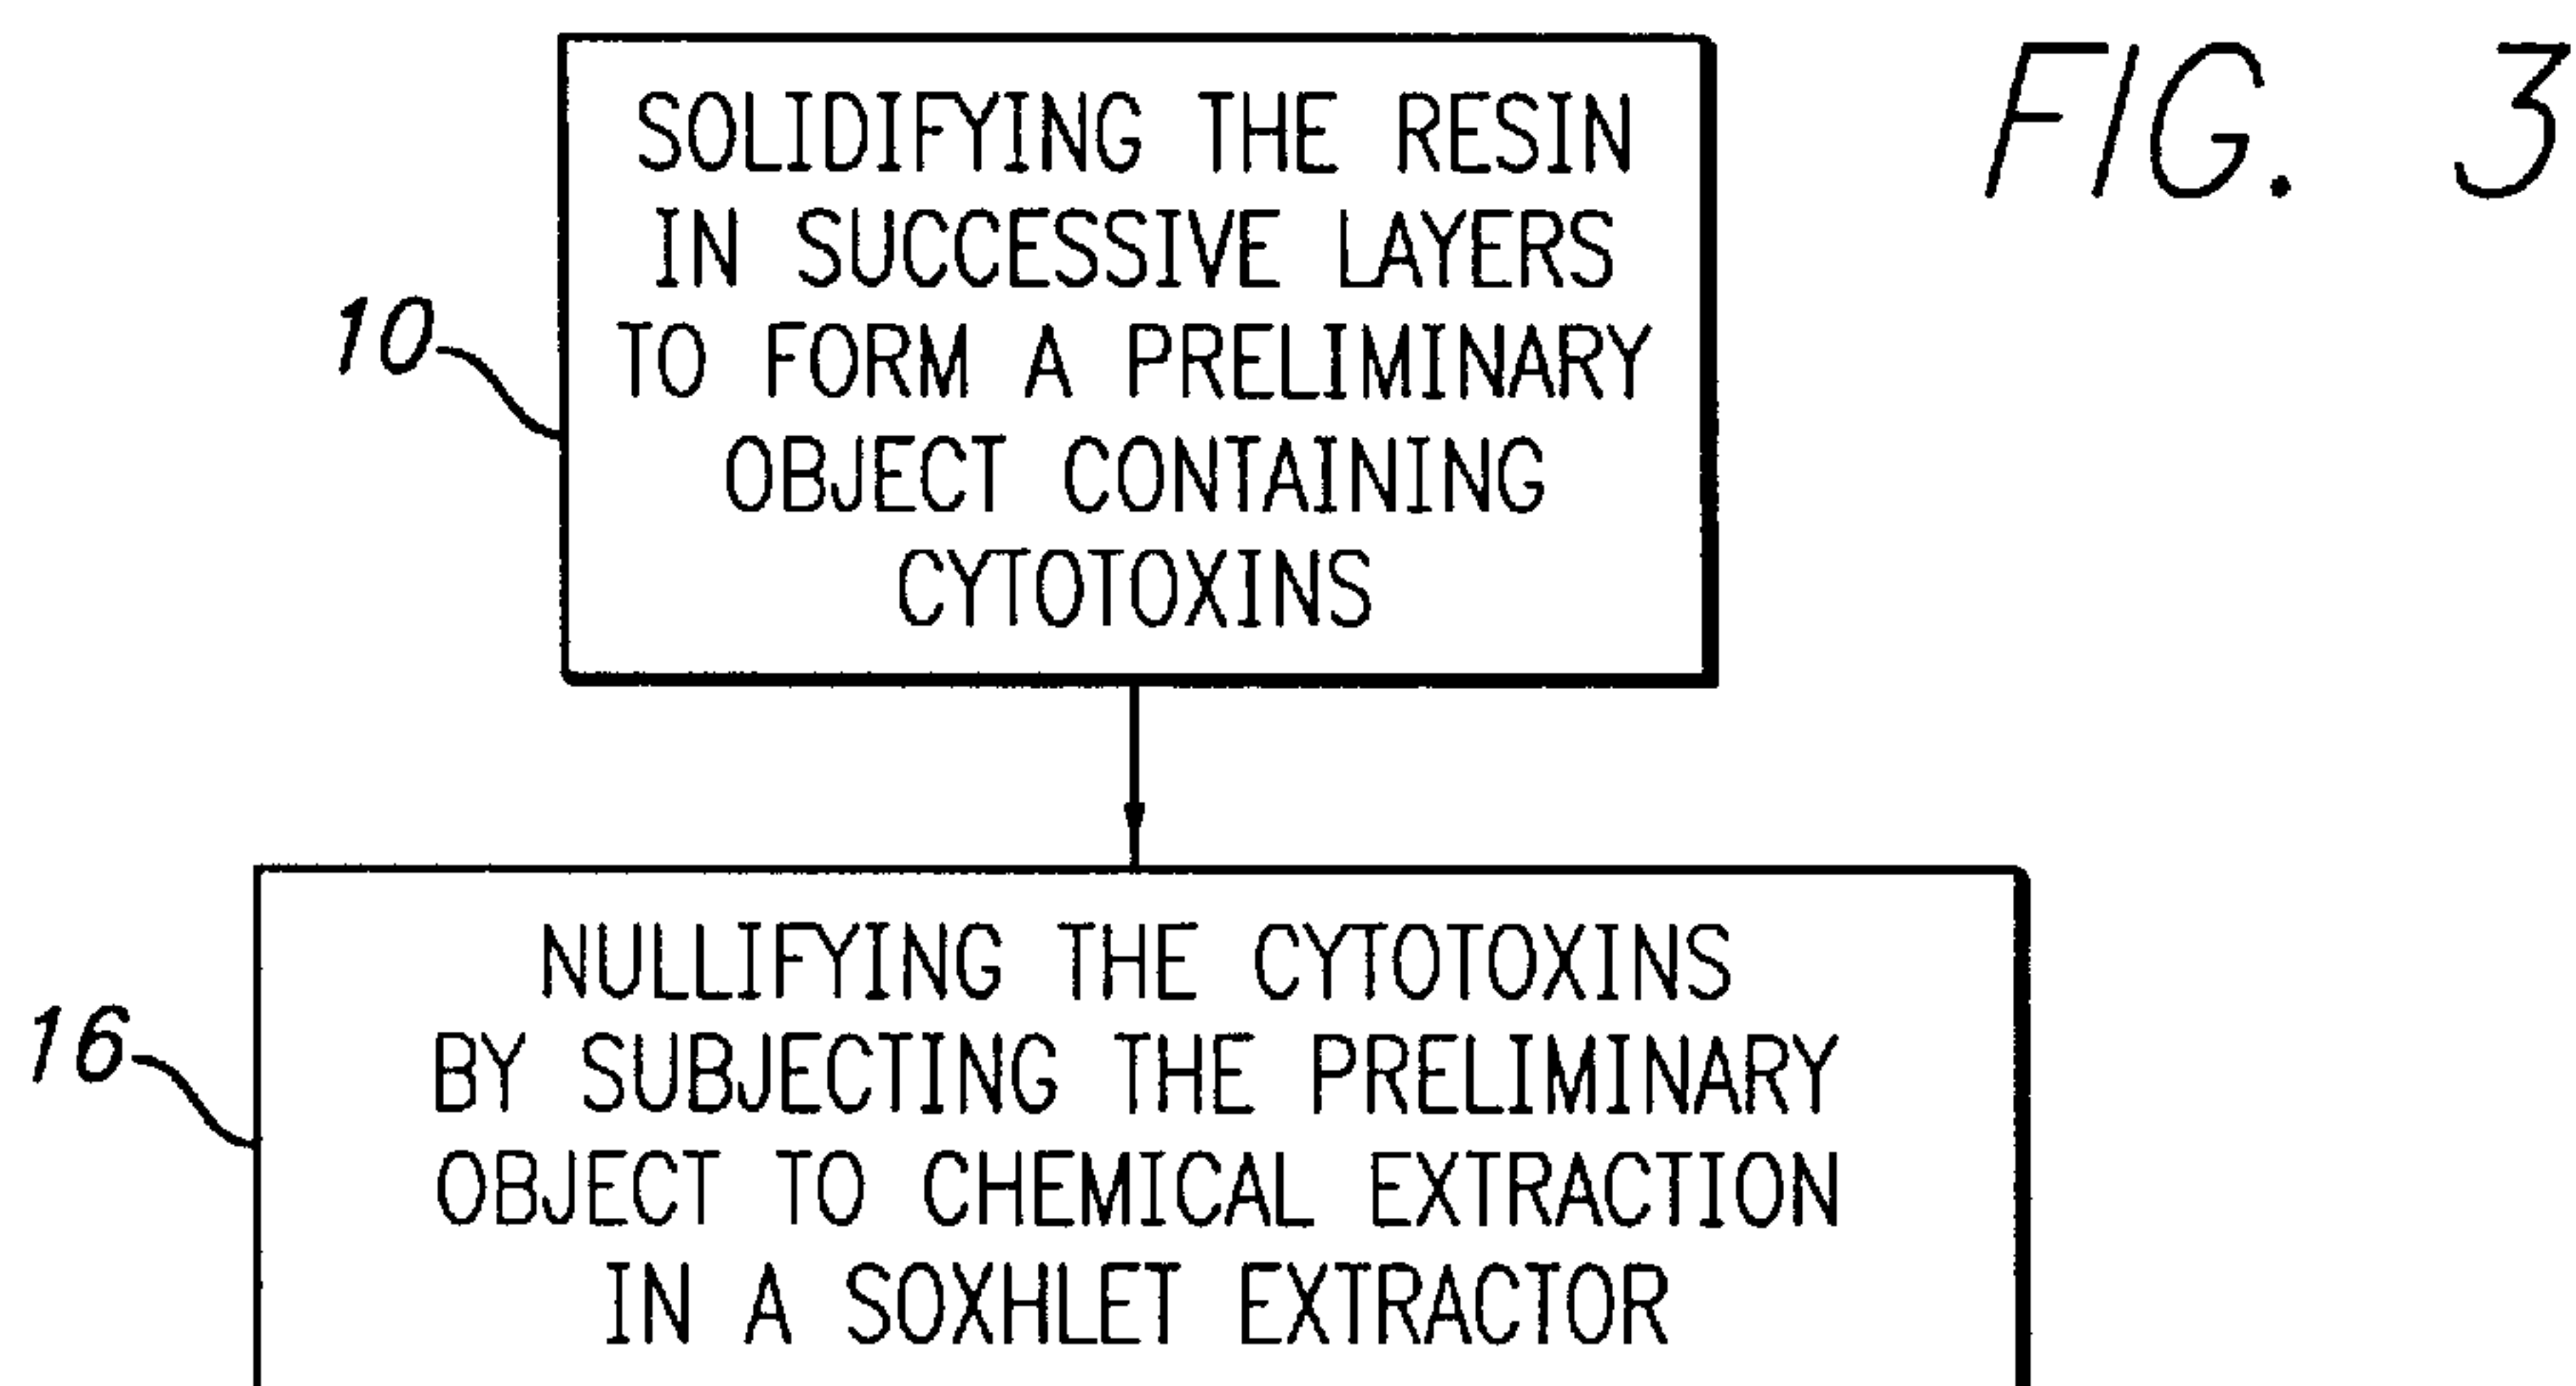 FIG. 3
SOLIDIFYING THE RESIN
IN SUCCESSIVE LAYERS
TO FORM A PRELIMINARY
OBJECT CONTAINING
CYTOTOXINS
10
NULLIFYING THE CYTOTOXINS
BY SUBJECTING THE PRELIMINARY
OBJECT TO CHEMICAL EXTRACTION
IN A SOXHLET EXTRACTOR
16